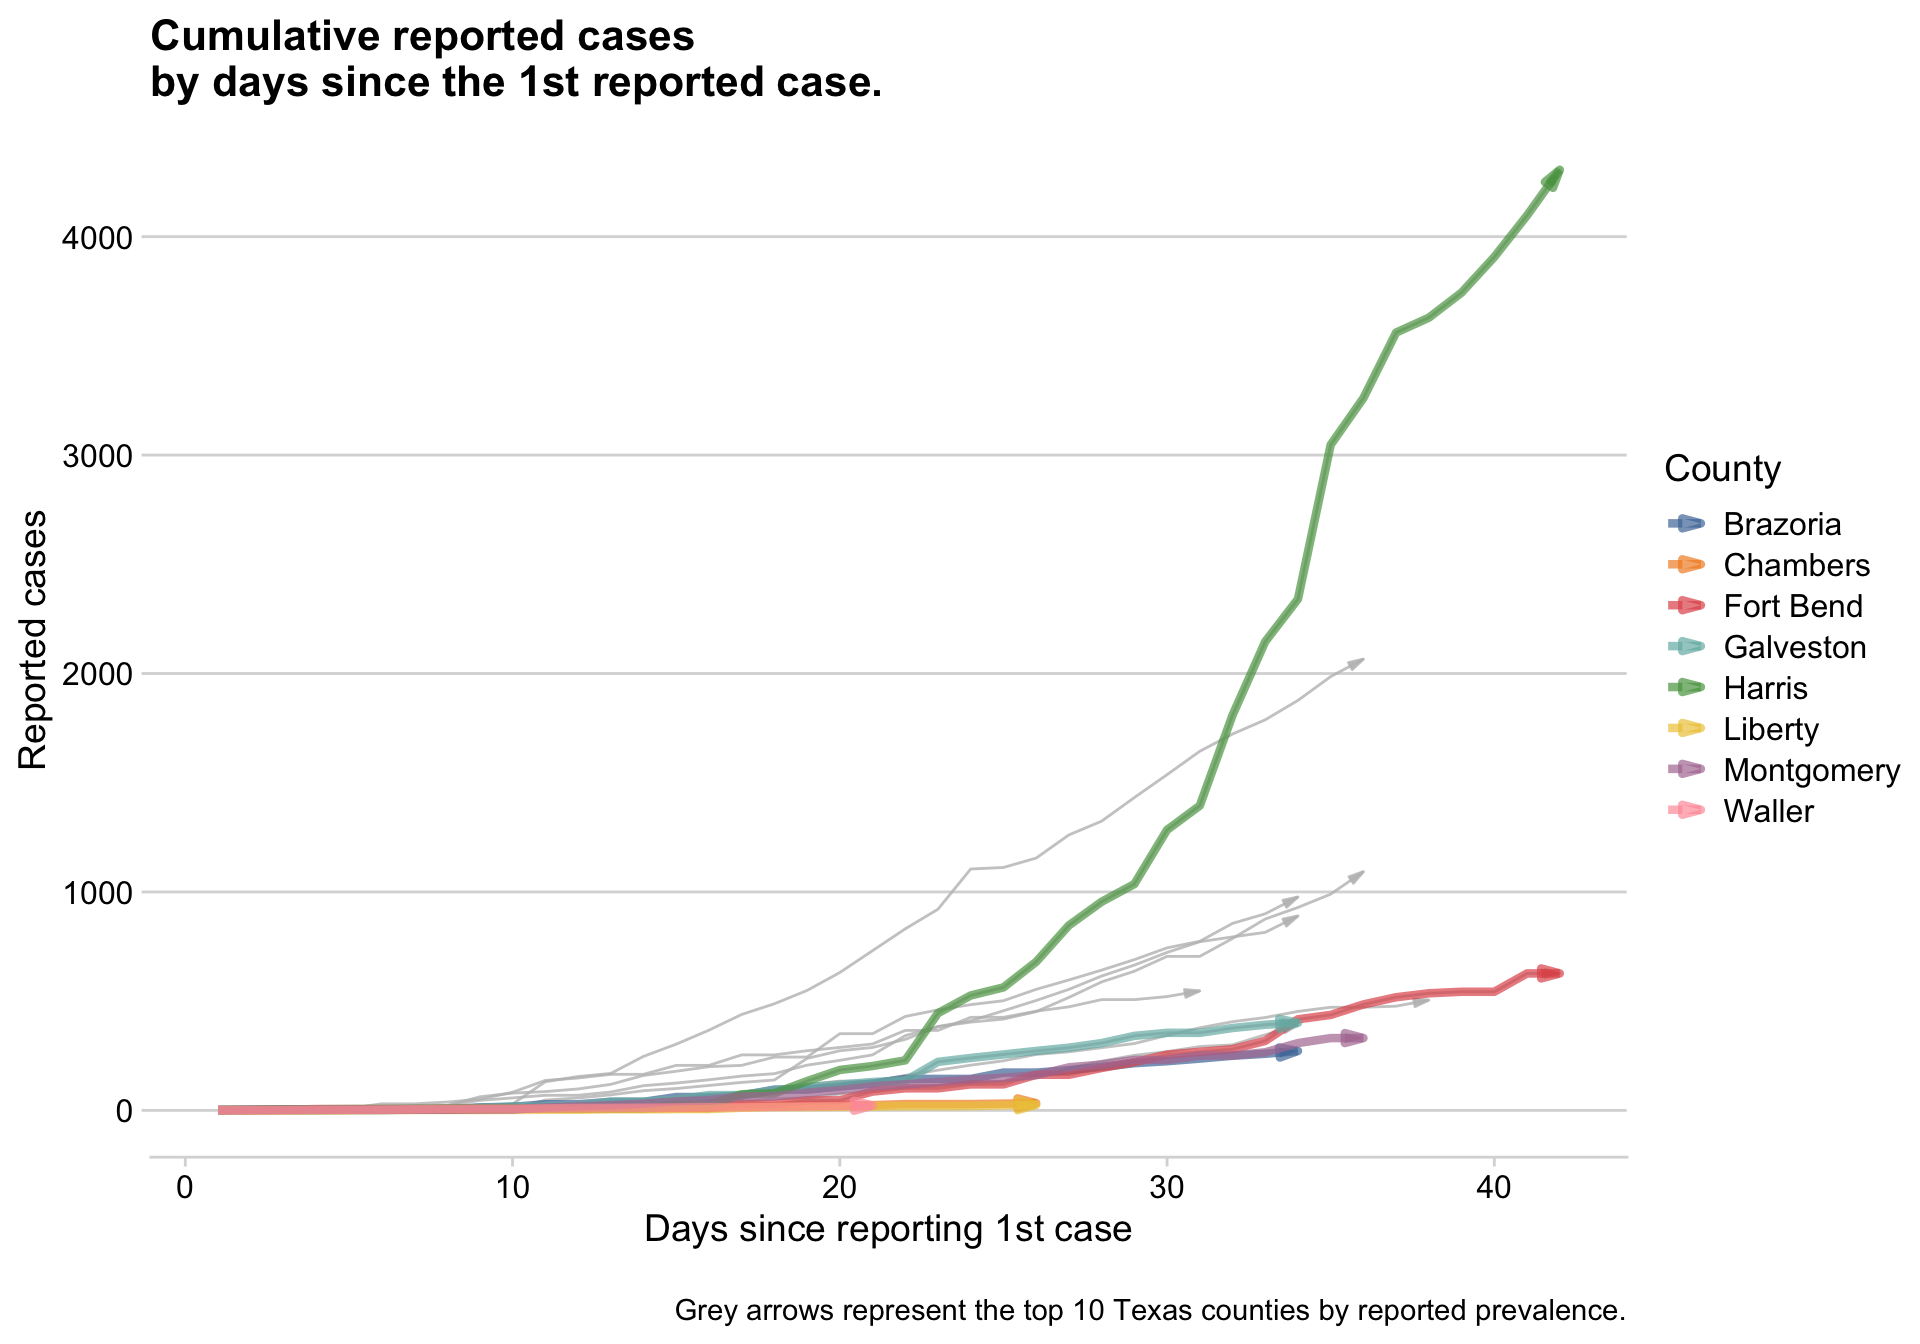 Cumulative reported cases
by days since the 1st reported case.
Reported cases
4000
3000
2000
1000
0
0 10 20 30 40
Days since reporting 1st case
County
Brazoria
Chambers
Fort Bend
Galveston
Harris
Liberty
Montgomery
Waller
Grey arrows represent the top 10 Texas counties by reported prevalence.